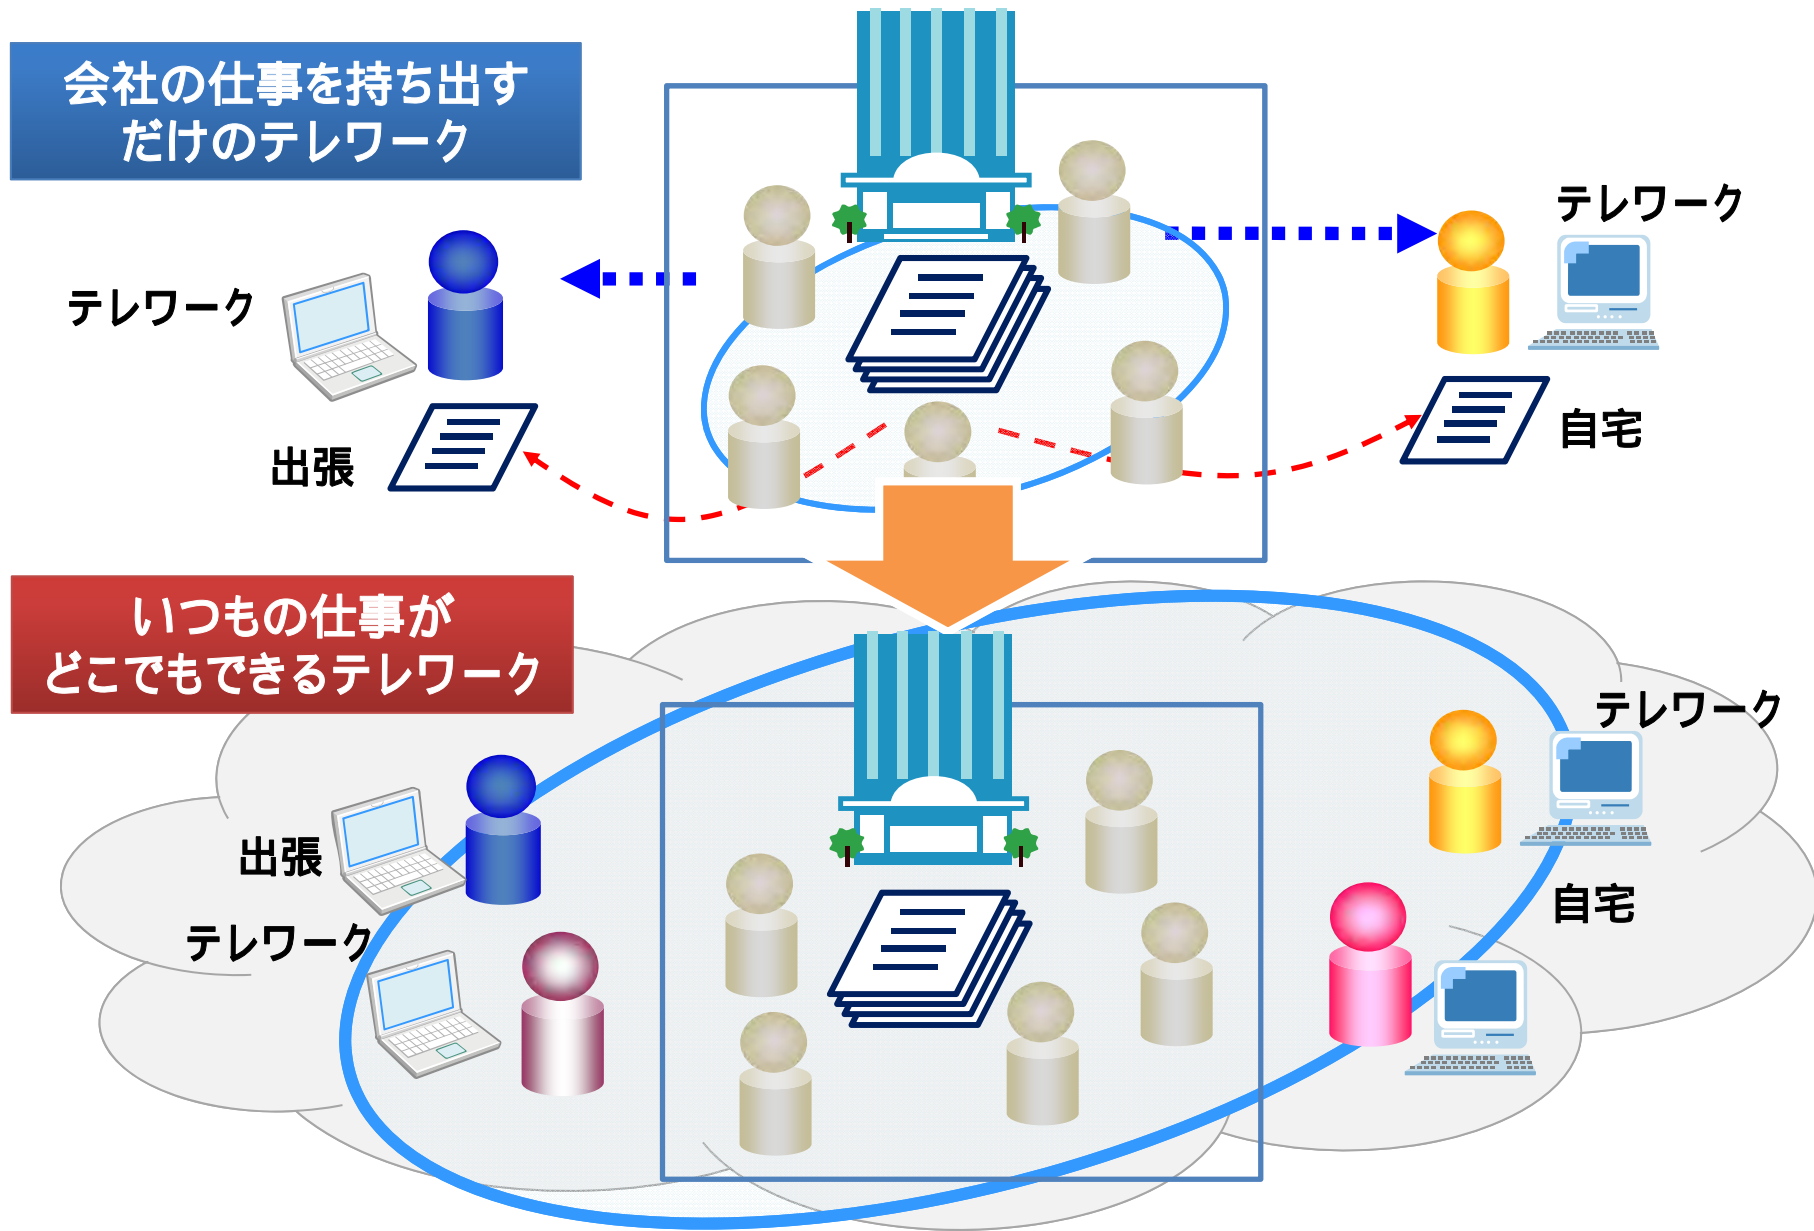 会社の仕事を持ち出す
だけのテレワーク
テレワーク
テレワーク
出張
自宅
いつもの仕事が
どこでもできるテレワーク
テレワーク
出張
自宅
テレワーク